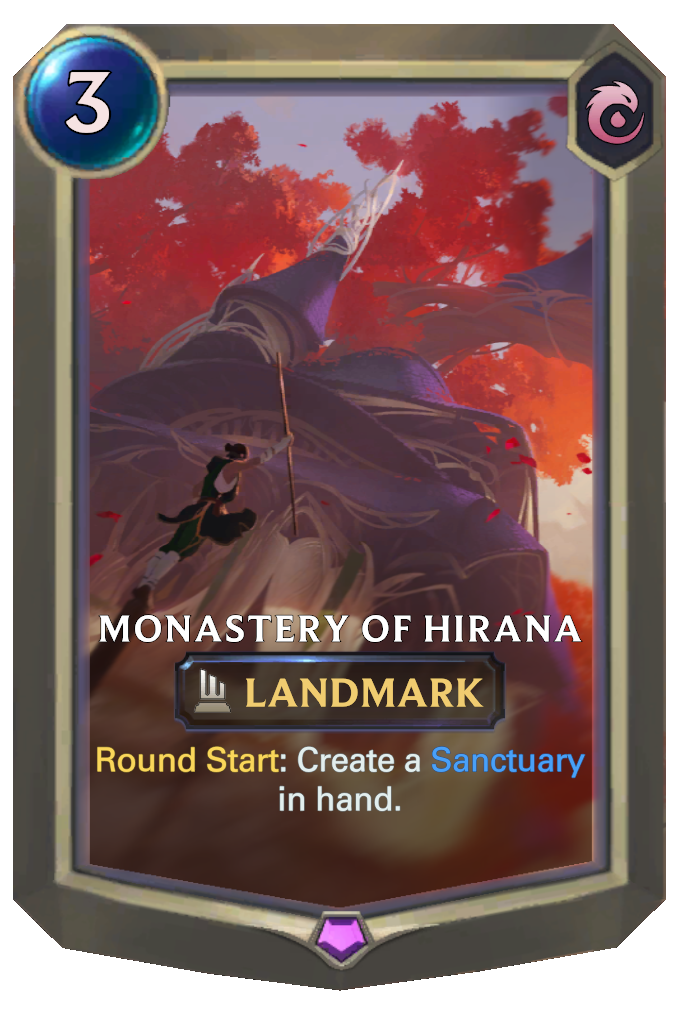 3
MONASTERY OF HIRANA
LANDMARK
Round Start: Create a Sanctuary
in hand.